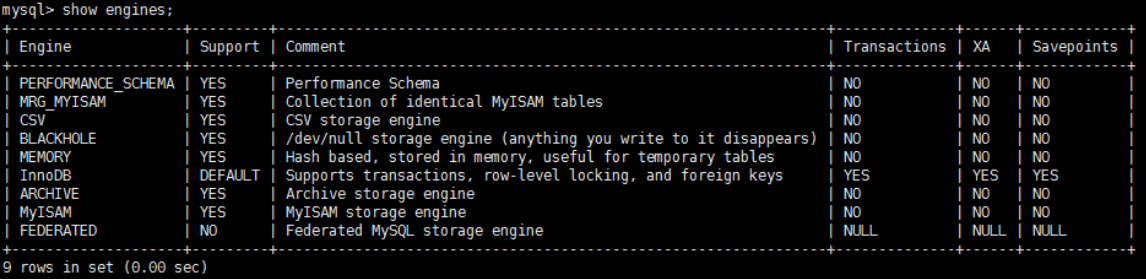 mysql> show engines;
+--------------------+---------+----------------------------------------------------------------+--------------+------+------------+
| Engine             | Support | Comment                                                        | Transactions | XA   | Savepoints |
+--------------------+---------+----------------------------------------------------------------+--------------+------+------------+
| PERFORMANCE_SCHEMA | YES     | Performance Schema                                             | NO           | NO   | NO         |
| MRG_MYISAM         | YES     | Collection of identical MyISAM tables                          | NO           | NO   | NO         |
| CSV                | YES     | CSV storage engine                                             | NO           | NO   | NO         |
| BLACKHOLE          | YES     | /dev/null storage engine (anything you write to it disappears) | NO           | NO   | NO         |
| MEMORY             | YES     | Hash based, stored in memory, useful for temporary tables      | NO           | NO   | NO         |
| InnoDB             | DEFAULT | Supports transactions, row-level locking, and foreign keys     | YES          | YES  | YES        |
| ARCHIVE            | YES     | Archive storage engine                                         | NO           | NO   | NO         |
| MyISAM             | YES     | MyISAM storage engine                                          | NO           | NO   | NO         |
| FEDERATED          | NO      | Federated MySQL storage engine                                 | NULL         | NULL | NULL       |
+--------------------+---------+----------------------------------------------------------------+--------------+------+------------+
9 rows in set (0.00 sec)